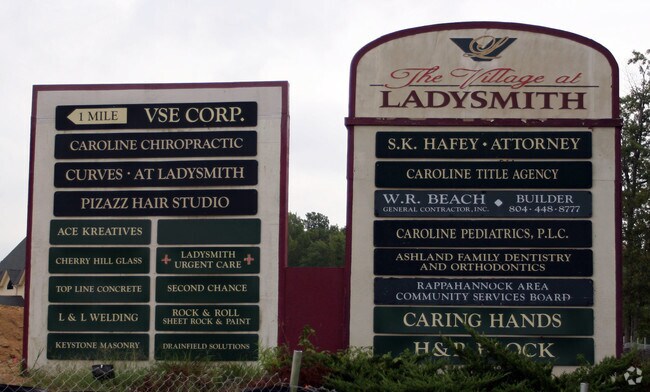 1 MILE VSE CORP.
CAROLINE CHIROPRACTIC
CURVES · AT LADYSMITH
PIZAZZ HAIR STUDIO
ACE KREATIVES
CHERRY HILL GLASS
LADYSMITH
URGENT CARE
TOP LINE CONCRETE
SECOND CHANCE
L & L WELDING
ROCK & ROLL
SHEET ROCK & PAINT
KEYSTONE MASONRY
DRAINFIELD SOLUTIONS
The Village at
LADYSMITH
S.K. HAFEY · ATTORNEY
CAROLINE TITLE AGENCY
W.R. BEACH ◆ BUILDER
GENERAL CONTRACTOR, INC. 804-448-8777
CAROLINE PEDIATRICS, P.L.C.
ASHLAND FAMILY DENTISTRY
AND ORTHODONTICS
RAPPAHANNOCK AREA
COMMUNITY SERVICES BOARD
CARING HANDS
H&R BLOCK